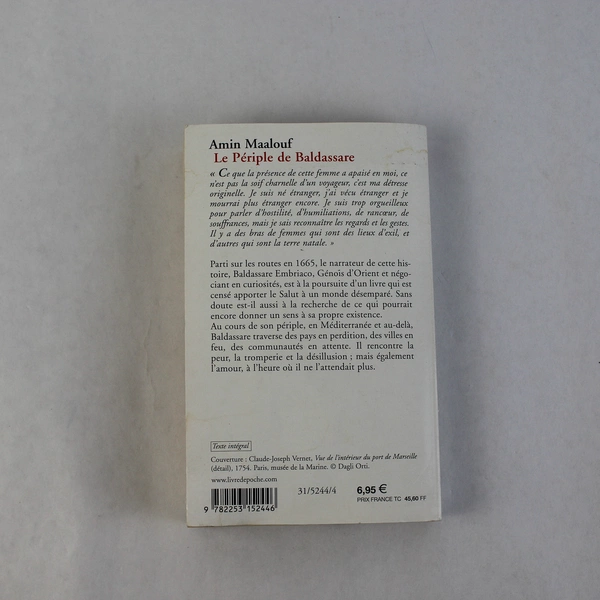 Amin Maalouf
Le Périple de Baldassare
« Ce que la présence de cette femme a apaisé en moi, ce
n'est pas la soif charnelle d'un voyageur, c'est ma détresse
originelle. Je suis né étranger, j'ai vécu étranger et je
mourrai plus étranger encore. Je suis trop orgueilleux
pour parler d'hostilité, d'humiliations, de rancœur, de
souffrances, mais je sais reconnaître les regards et les gestes.
Il y a des bras de femmes qui sont des lieux d'exil, et
d'autres qui sont la terre natale. »
Parti sur les routes en 1665, le narrateur de cette his-
toire, Baldassare Embriaco, Génois d'Orient et négo-
ciant en curiosités, est à la poursuite d'un livre qui est
censé apporter le Salut à un monde désemparé. Sans
doute est-il aussi à la recherche de ce qui pourrait
encore donner un sens à sa propre existence.
Au cours de son périple, en Méditerranée et au-delà,
Baldassare traverse des pays en perdition, des villes en
feu, des communautés en attente. Il rencontre la
peur, la tromperie et la désillusion ; mais également
l'amour, à l'heure où il ne l'attendait plus.
Texte intégral
Couverture : Claude-Joseph Vernet, Vue de l'intérieur du port de Marseille
(détail), 1754. Paris, musée de la Marine. © Dagli Orti.
www.livredepoche.com
31/5244/4
6,95 €
PRIX FRANCE TC 45,60 FF
9 782253 152446